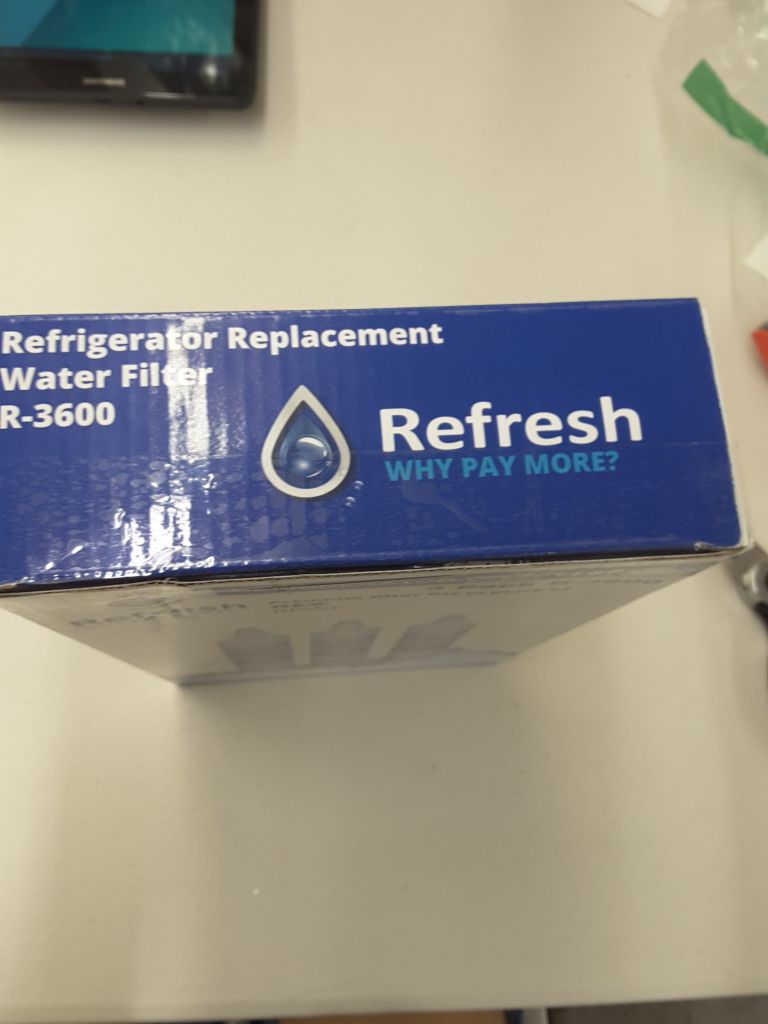 Refrigerator Replacement
Water Filter
R-3600
Refresh
WHY PAY MORE?